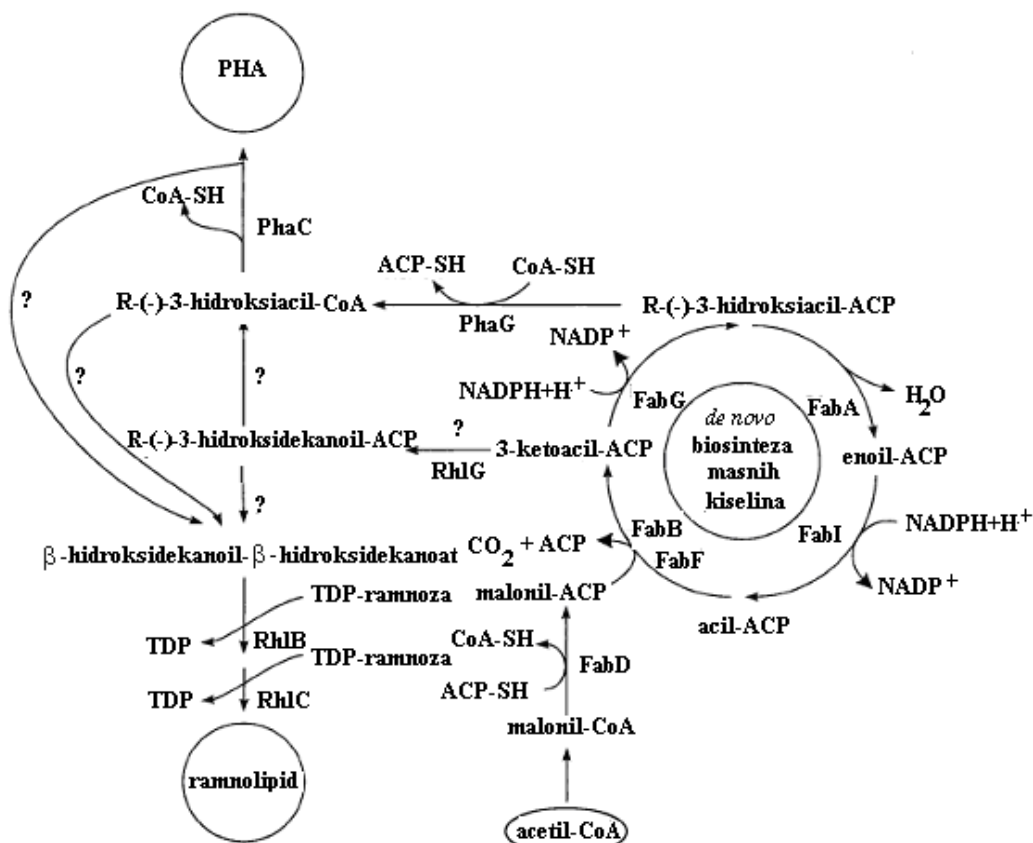 PHA
CoA-SH
PhaC
ACP-SH CoA-SH
?
R-(-)-3-hidroksiacil-CoA
R-(-)-3-hidroksiacil-ACP
PhaG
NADP+
?
?
NADPH+H+
H2O
FabG
FabA
de novo
R-(-)-3-hidroksidekanoil-ACP
?
3-ketoacil-ACP
biosinteza
enoil-ACP
RhlG
masnih
kiselina
?
FabB
FabI
NADPH+H+
β-hidroksidekanoil-β-hidroksidekanoat
CO2 + ACP
FabF
NADP+
TDP-ramnoza
malonil-ACP
acil-ACP
TDP
RhlB
CoA-SH
TDP-ramnoza
FabD
TDP
RhlC
ACP-SH
malonil-CoA
ramnolipid
acetil-CoA